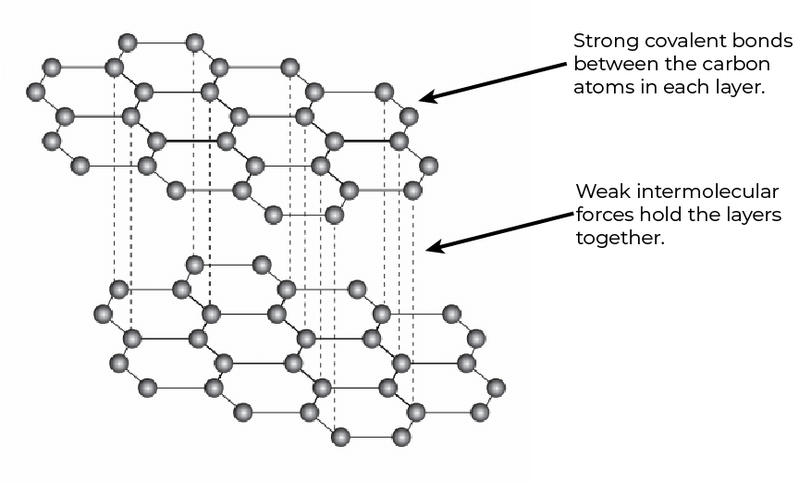 Strong covalent bonds
between the carbon
atoms in each layer.
Weak intermolecular
forces hold the layers
together.